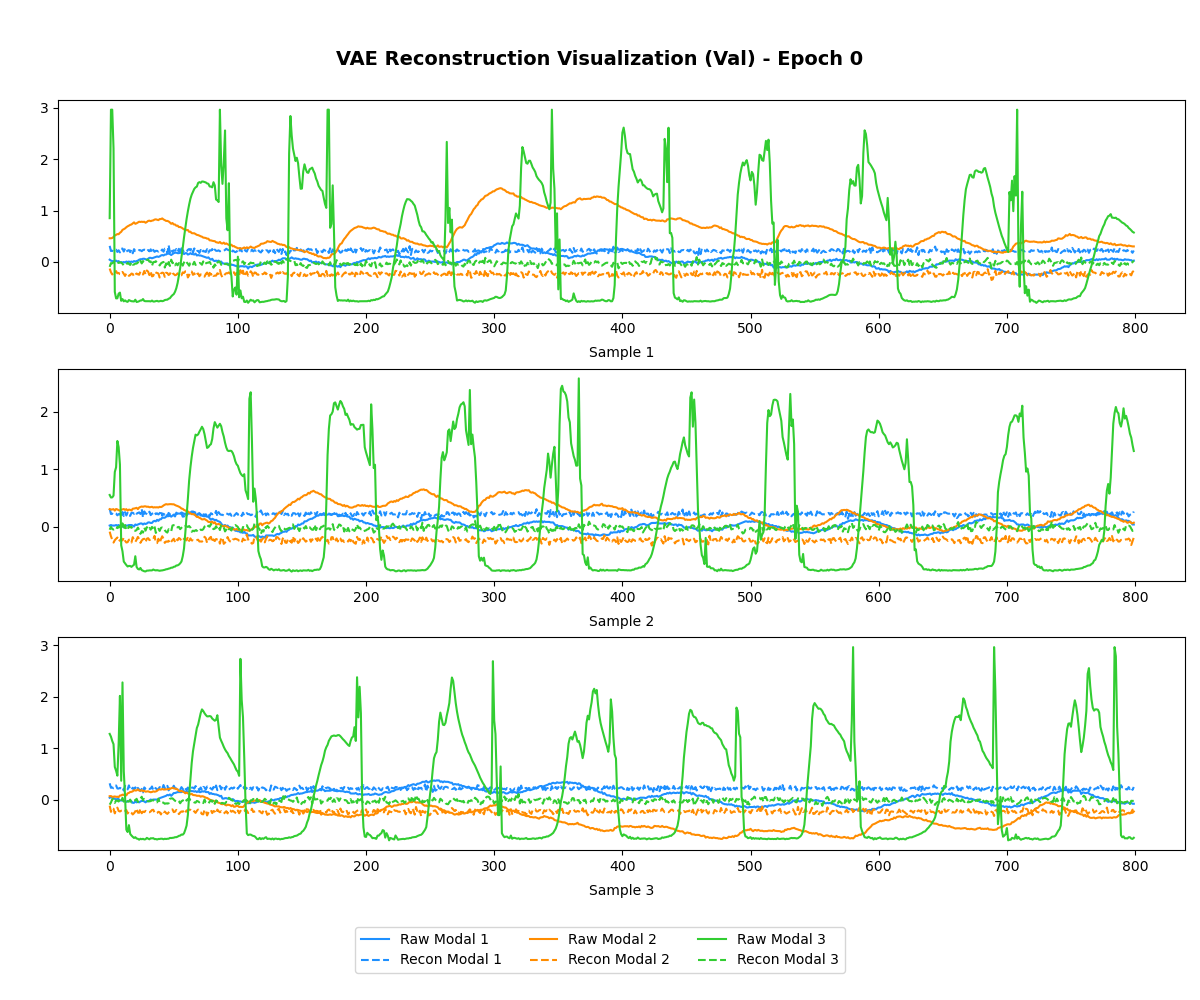 VAE Reconstruction Visualization (Val) - Epoch 0
3
2
1
0
0 100 200 300 400 500 600 700 800
Sample 1
2
1
0
0 100 200 300 400 500 600 700 800
Sample 2
3
2
1
0
0 100 200 300 400 500 600 700 800
Sample 3
Raw Modal 1 Raw Modal 2 Raw Modal 3
Recon Modal 1 Recon Modal 2 Recon Modal 3